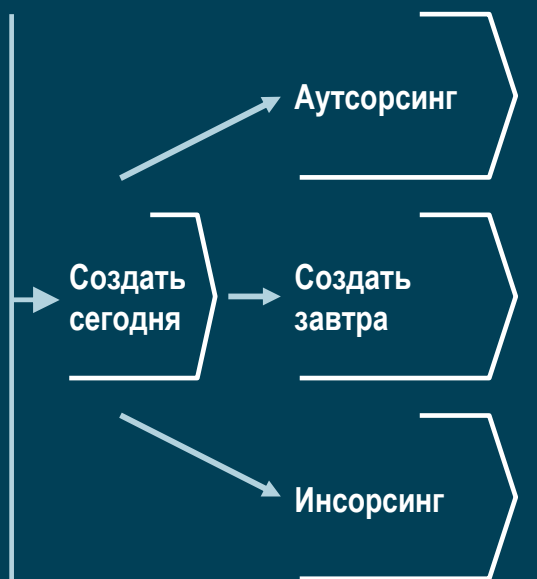 Аутсорсинг
Создать
сегодня
Создать
завтра
Инсорсинг